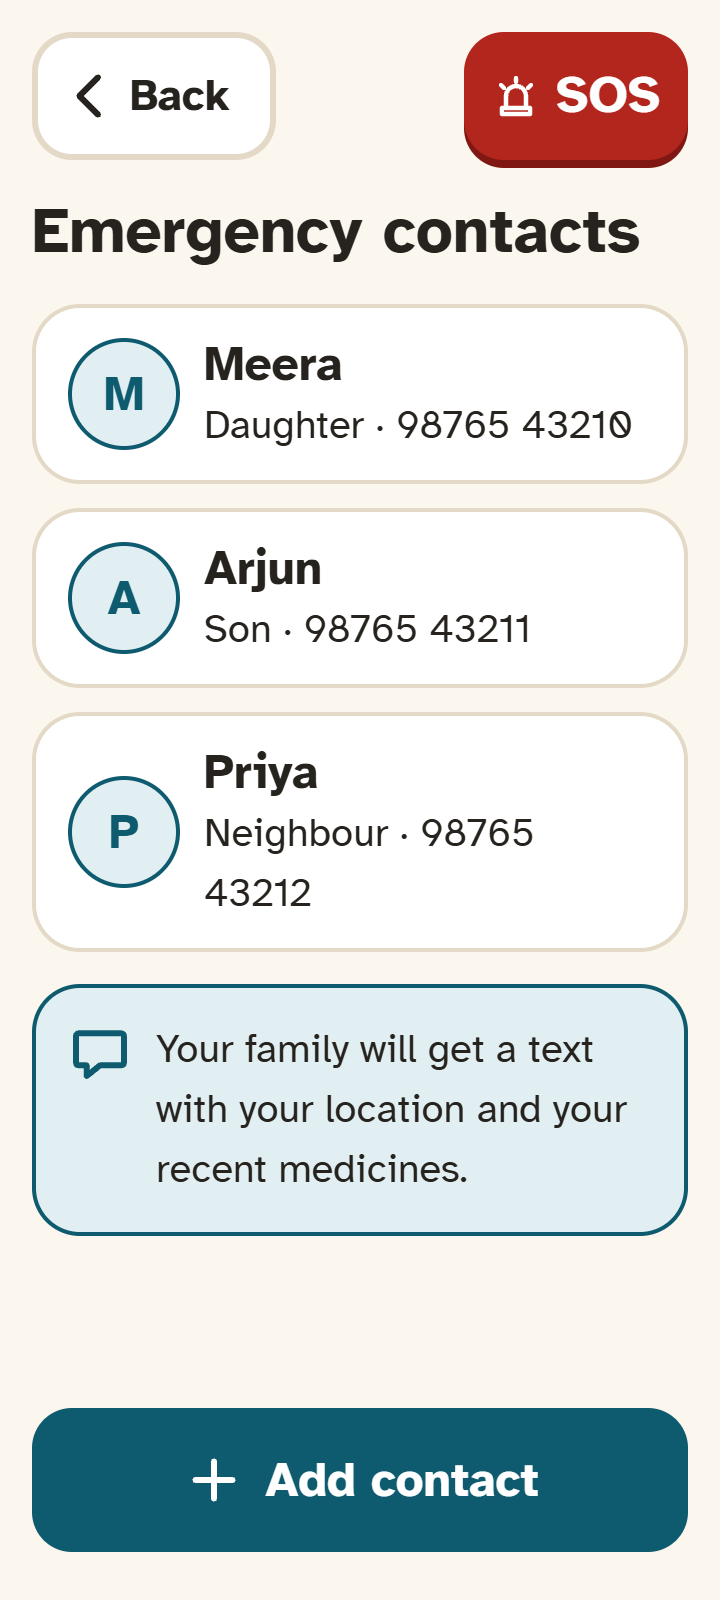 Back
SOS
Emergency contacts
M
Meera
Daughter · 98765 43210
A
Arjun
Son · 98765 43211
P
Priya
Neighbour · 98765
43212
Your family will get a text
with your location and your
recent medicines.
Add contact